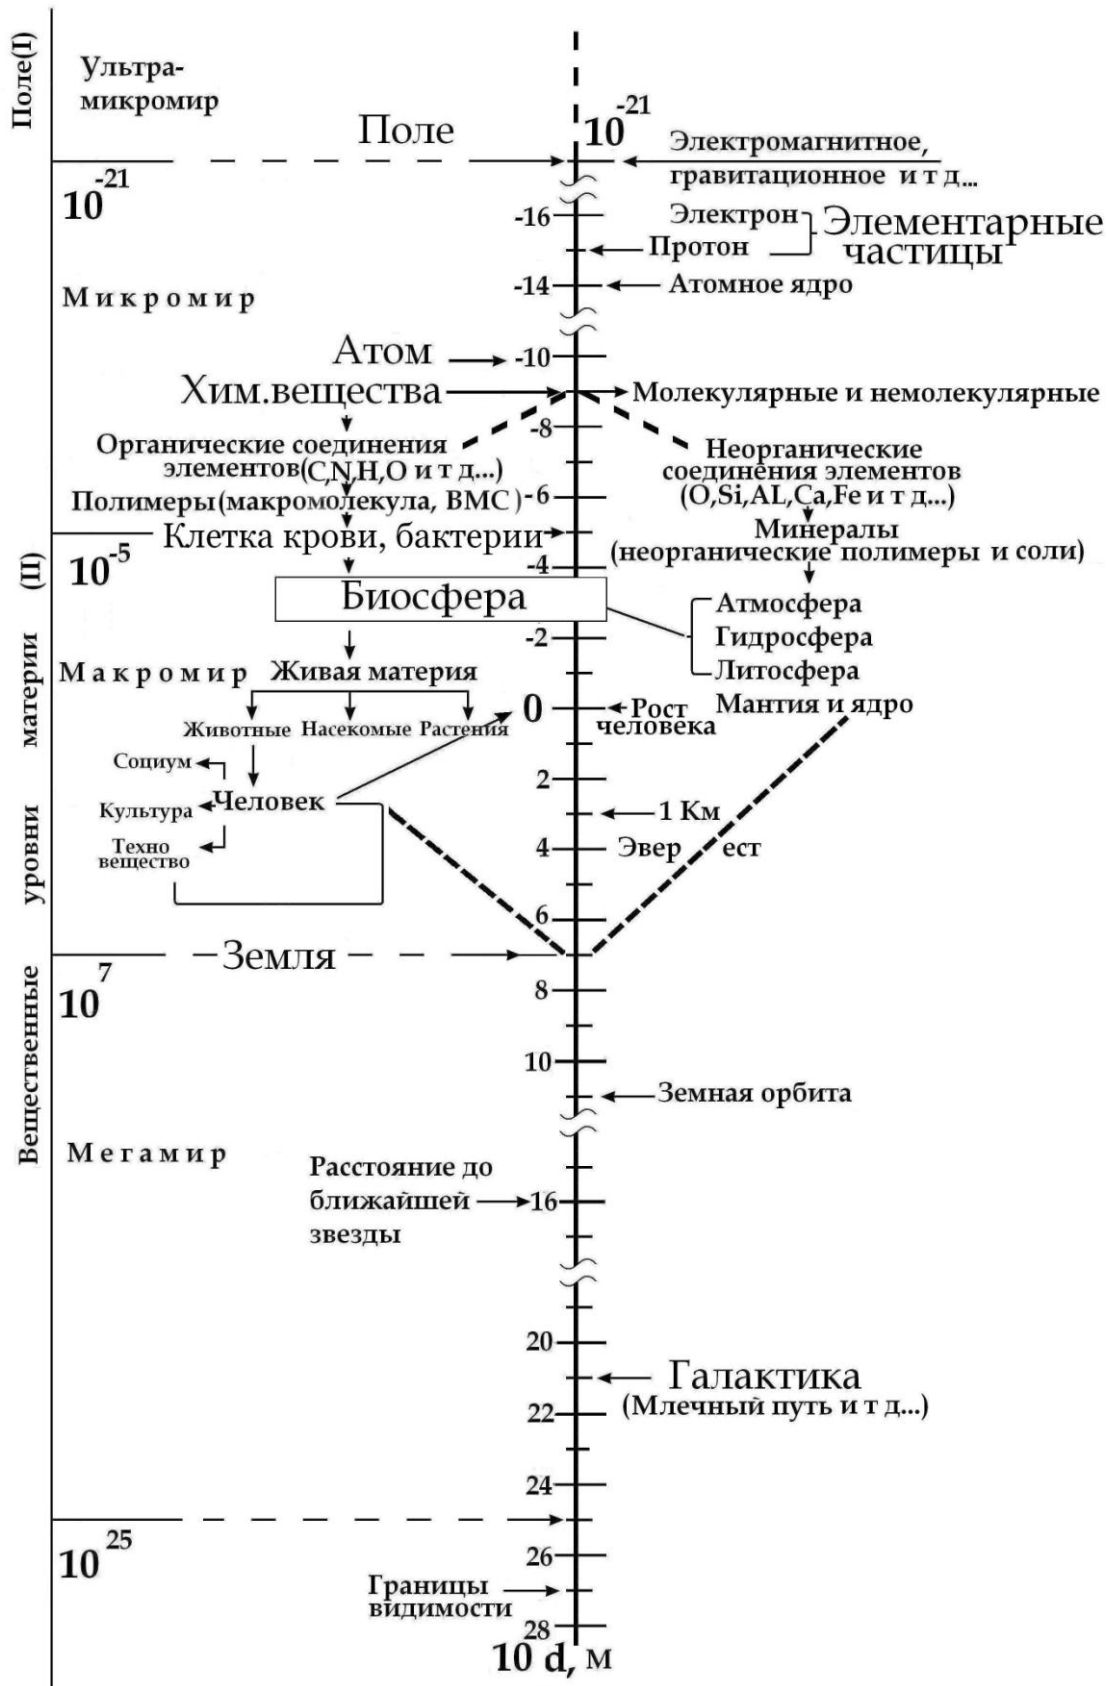 Поле(I)
Ультра-
микромир
10⁻²¹
Поле
Электромагнитное,
гравитационное и т д...
10⁻²¹
-16
Электрон
Элементарные
частицы
Протон
-14
Атомное ядро
Микромир
Атом
-10
Хим.вещества
Молекулярные и немолекулярные
-8
Органические соединения
элементов(C,N,H,O и т д...)
Неорганические
соединения элементов
(O,Si,AL,Ca,Fe и т д...)
Полимеры(макромолекула, ВМС)
-6
Минералы
(неорганические полимеры и соли)
Клетка крови, бактерии
10⁻⁵
-4
Вещественные уровни материи (II)
Биосфера
Атмосфера
Гидросфера
Литосфера
Мантия и ядро
-2
Макромир
Живая материя
0
Рост
человека
Животные
Насекомые
Растения
Социум
Культура
Техно
вещество
Человек
2
1 Км
4
Эвер ест
6
Земля
10⁷
8
10
Земная орбита
Мегамир
Расстояние до
ближайшей
звезды
16
20
Галактика
(Млечный путь и т д...)
22
24
10²⁵
26
Границы
видимости
28
10 d, м